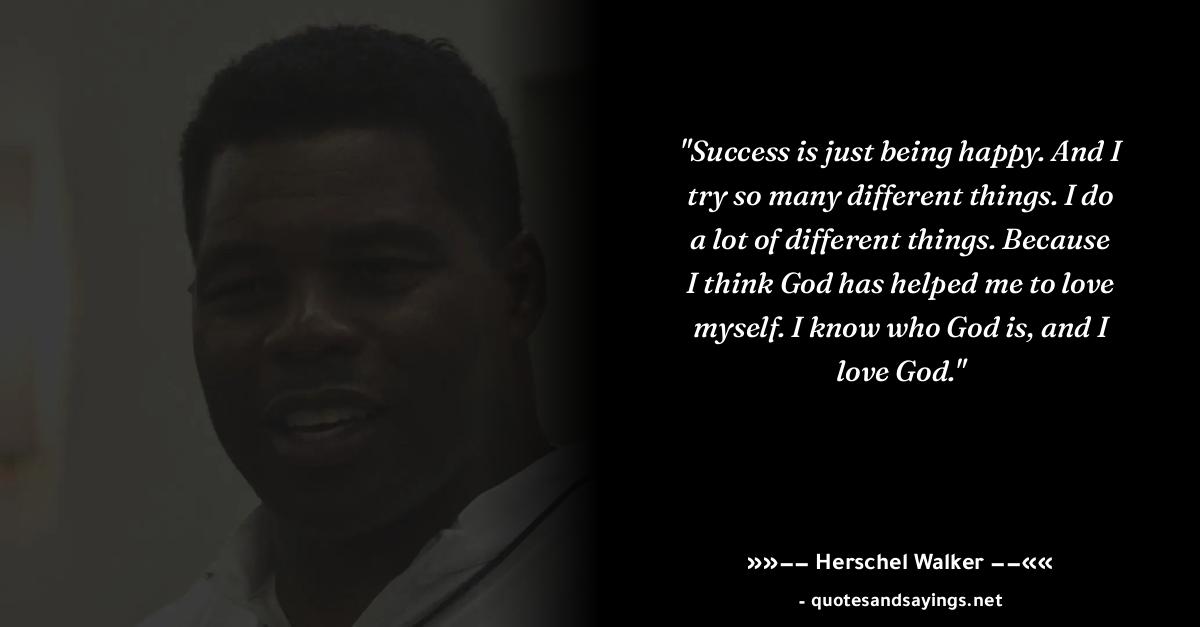 "Success is just being happy. And I
try so many different things. I do
a lot of different things. Because
I think God has helped me to love
myself. I know who God is, and I
love God."
»»–– Herschel Walker ––««
- quotesandsayings.net